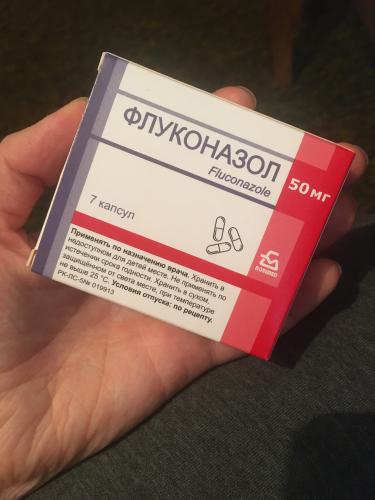 ФЛУКОНАЗОЛ
Fluconazole
50 мг
7 капсул
BORIMED
Применять по назначению врача. Хранить в
недоступном для детей месте. Не применять по
истечении срока годности. Хранить в сухом,
защищённом от света месте, при температуре
не выше 25 °C. Условия отпуска: по рецепту.
РК-ЛС-5№ 019913